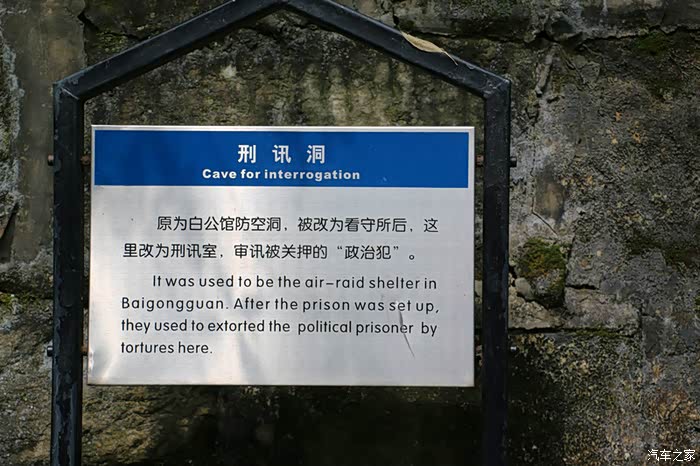 刑讯洞
Cave for interrogation
原为白公馆防空洞，被改为看守所后，这
里改为刑讯室，审讯被关押的“政治犯”。
It was used to be the air-raid shelter in
Baigongguan. After the prison was set up,
they used to extorted the political prisoner by
tortures here.
汽车之家